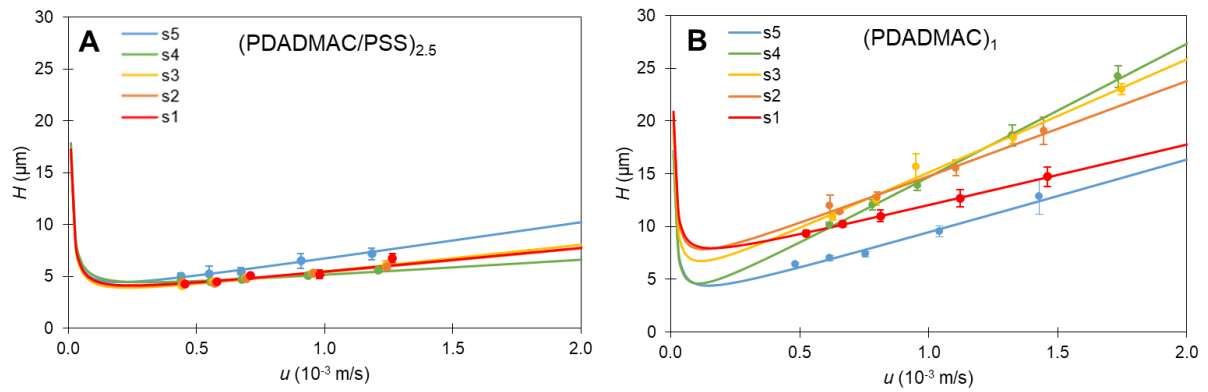 A
(PDADMAC/PSS)2.5
s5
s4
s3
s2
s1
30
25
20
15
10
5
0
H (µm)
0.0 0.5 1.0 1.5 2.0
u (10-3 m/s)
B
(PDADMAC)1
s5
s4
s3
s2
s1
30
25
20
15
10
5
0
H (µm)
0.0 0.5 1.0 1.5 2.0
u (10-3 m/s)